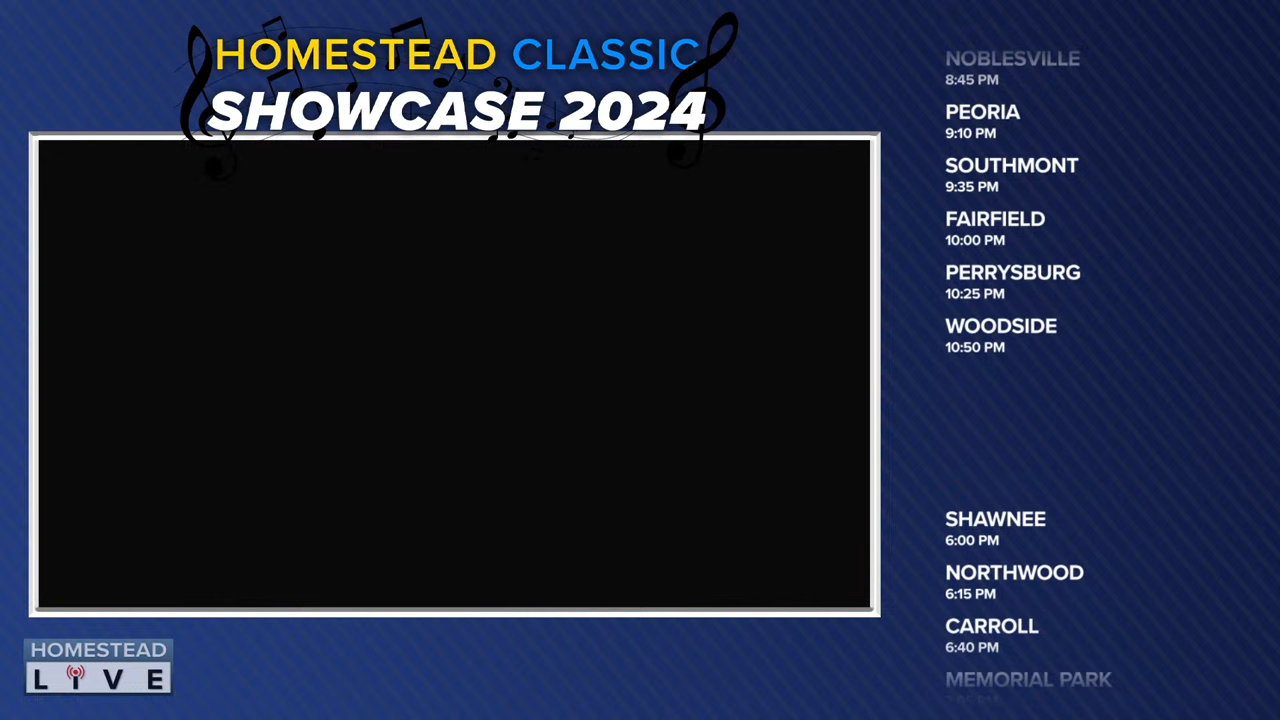 HOMESTEAD CLASSIC
SHOWCASE 2024
NOBLESVILLE
8:45 PM
PEORIA
9:10 PM
SOUTHMONT
9:35 PM
FAIRFIELD
10:00 PM
PERRYSBURG
10:25 PM
WOODSIDE
10:50 PM
SHAWNEE
6:00 PM
NORTHWOOD
6:15 PM
CARROLL
6:40 PM
MEMORIAL PARK
HOMESTEAD
LIVE